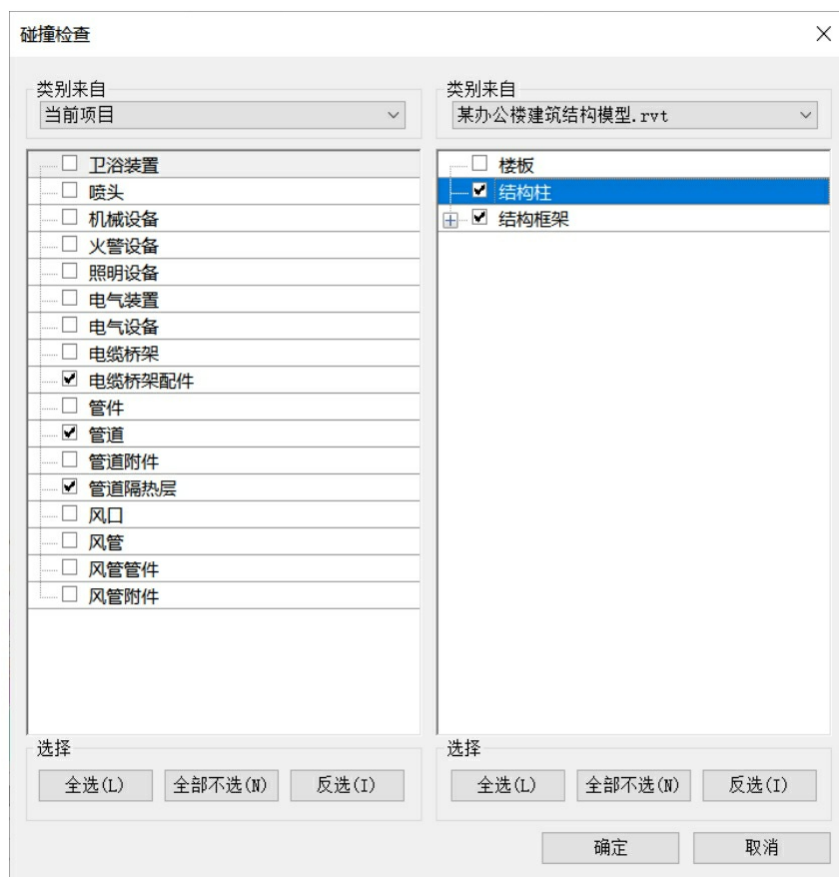 碰撞检查
类别来自
当前项目
卫浴装置
喷头
机械设备
火警设备
照明设备
电气装置
电气设备
电缆桥架
电缆桥架配件
管件
管道
管道附件
管道隔热层
风口
风管
风管管件
风管附件
选择
全选(L)
全部不选(N)
反选(I)
类别来自
某办公楼建筑结构模型.rvt
楼板
结构柱
结构框架
选择
全选(L)
全部不选(N)
反选(I)
确定
取消